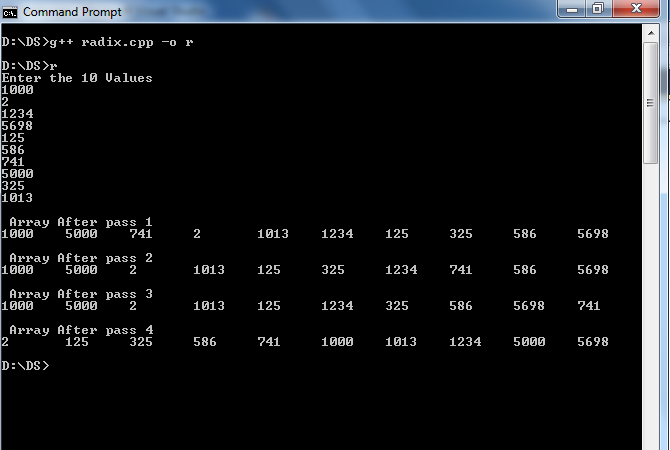 Command Prompt
D:\DS>g++ radix.cpp -o r
D:\DS>r
Enter the 10 Values
1000
2
1234
5698
125
586
741
5000
325
1013
Array After pass 1
1000 5000 741 2 1013 1234 125 325 586 5698
Array After pass 2
1000 5000 2 1013 125 325 1234 741 586 5698
Array After pass 3
1000 5000 2 1013 125 1234 325 586 5698 741
Array After pass 4
2 125 325 586 741 1000 1013 1234 5000 5698
D:\DS>